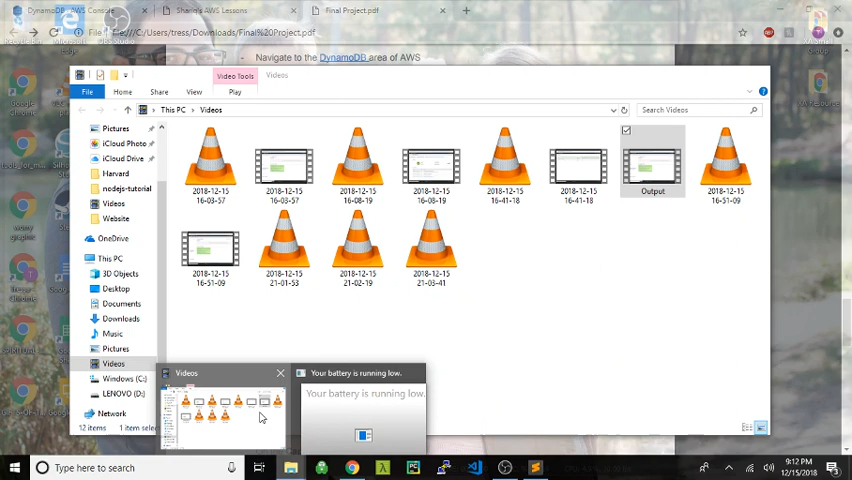 DynamoDB · AWS Console
Shario's AWS Lessons
Final Project.pdf
File
file:///C:/Users/tress/Downloads/Final%20Project.pdf
Navigate to the DynamoDB area of AWS
Video Tools
Videos
File
Home
Share
View
Play
This PC
Videos
Search Videos
Pictures
iCloud Photo
iCloud Drive
Harvard
nodejs-tutorial
Videos
Website
OneDrive
This PC
3D Objects
Desktop
Documents
Downloads
Music
Pictures
Videos
Windows (C:)
LENOVO (D:)
Network
2018-12-15
16-03-57
2018-12-15
16-03-57
2018-12-15
16-08-19
2018-12-15
16-08-19
2018-12-15
16-41-18
2018-12-15
16-41-18
Output
2018-12-15
16-51-09
2018-12-15
16-51-09
2018-12-15
21-01-53
2018-12-15
21-02-19
2018-12-15
21-03-41
12 items
1 item selec
Videos
Your battery is running low.
Your battery is running low.
Type here to search
9:12 PM
12/15/2018